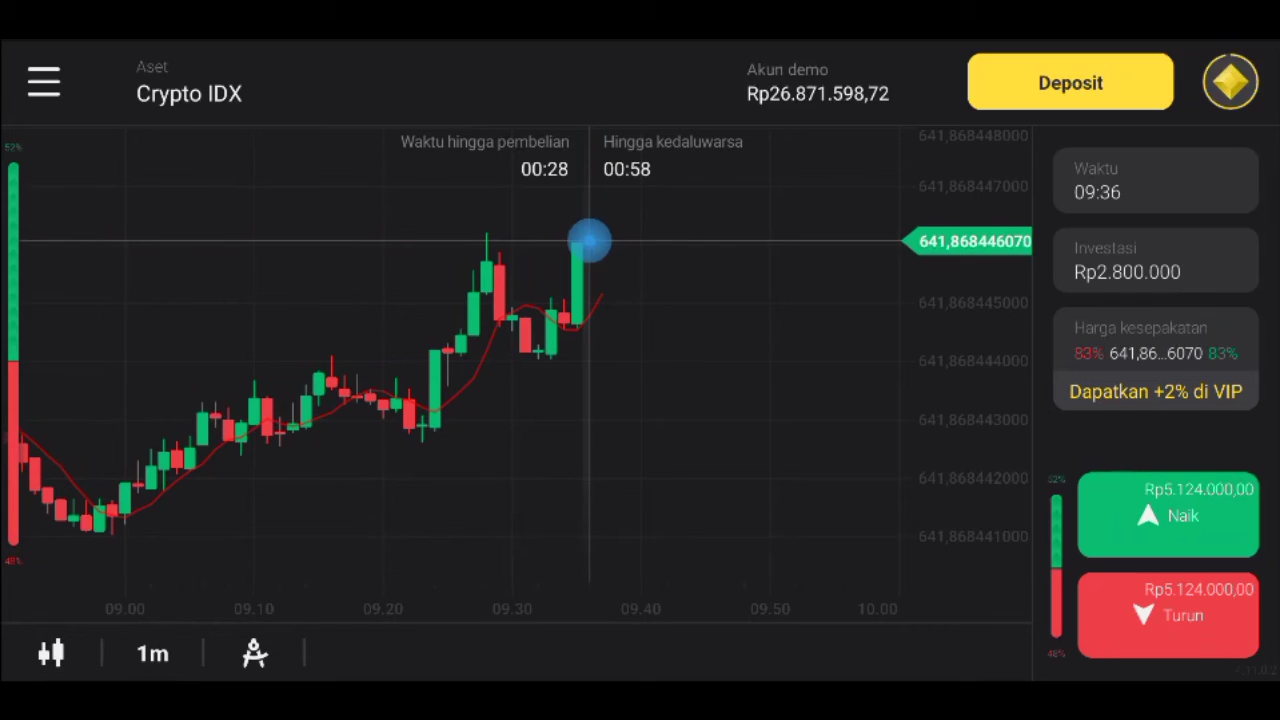 Aset
Crypto IDX
Akun demo
Rp26.871.598,72
Deposit
52%
Waktu hingga pembelian
00:28
Hingga kedaluwarsa
00:58
641,868448000
641,868447000
641,868446070
641,868445000
641,868444000
641,868443000
641,868442000
641,868441000
48%
09.00
09.10
09.20
09.30
09.40
09.50
10.00
1m
Waktu
09:36
Investasi
Rp2.800.000
Harga kesepakatan
83% 641,86...6070 83%
Dapatkan +2% di VIP
52%
Rp5.124.000,00
Naik
Rp5.124.000,00
Turun
48%